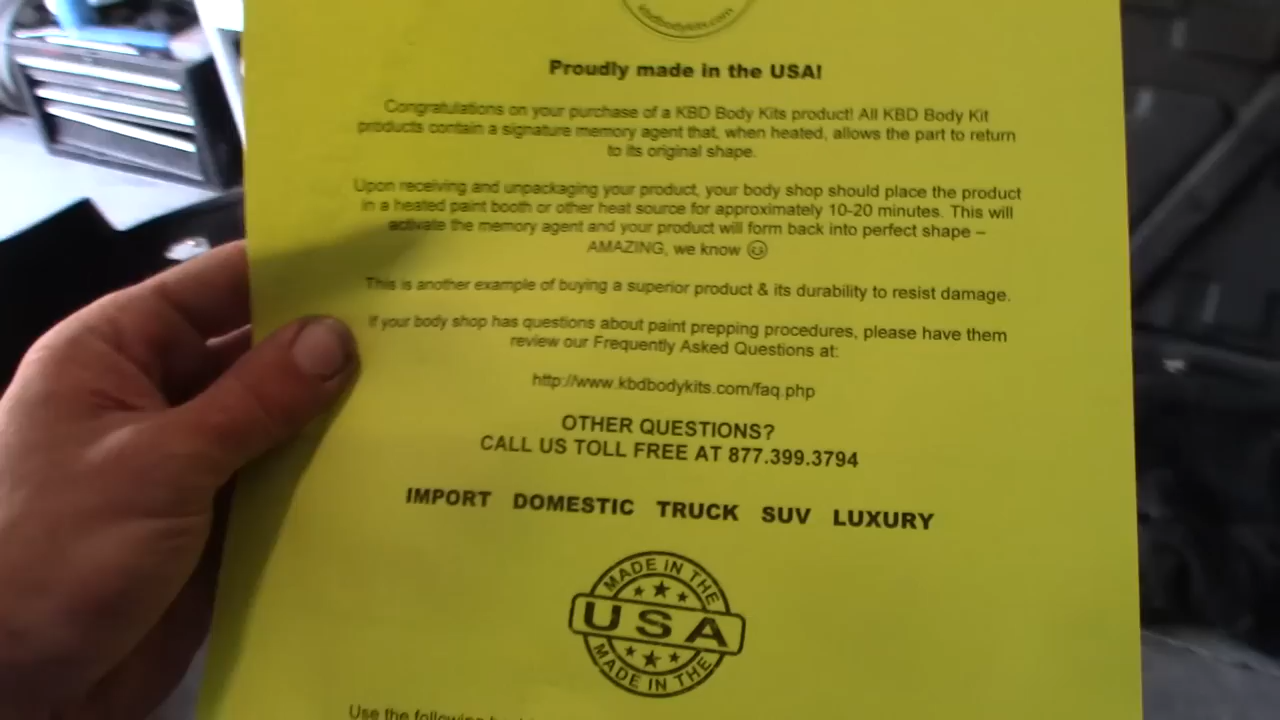 kbdbodykits.com
Proudly made in the USA!
Congratulations on your purchase of a KBD Body Kits product! All KBD Body Kit
products contain a signature memory agent that, when heated, allows the part to return
to its original shape.
Upon receiving and unpackaging your product, your body shop should place the product
in a heated paint booth or other heat source for approximately 10-20 minutes. This will
activate the memory agent and your product will form back into perfect shape –
AMAZING, we know ☺
This is another example of buying a superior product & its durability to resist damage.
If your body shop has questions about paint prepping procedures, please have them
review our Frequently Asked Questions at:
http://www.kbdbodykits.com/faq.php
OTHER QUESTIONS?
CALL US TOLL FREE AT 877.399.3794
IMPORT DOMESTIC TRUCK SUV LUXURY
MADE IN THE
USA
MADE IN THE
Use the following